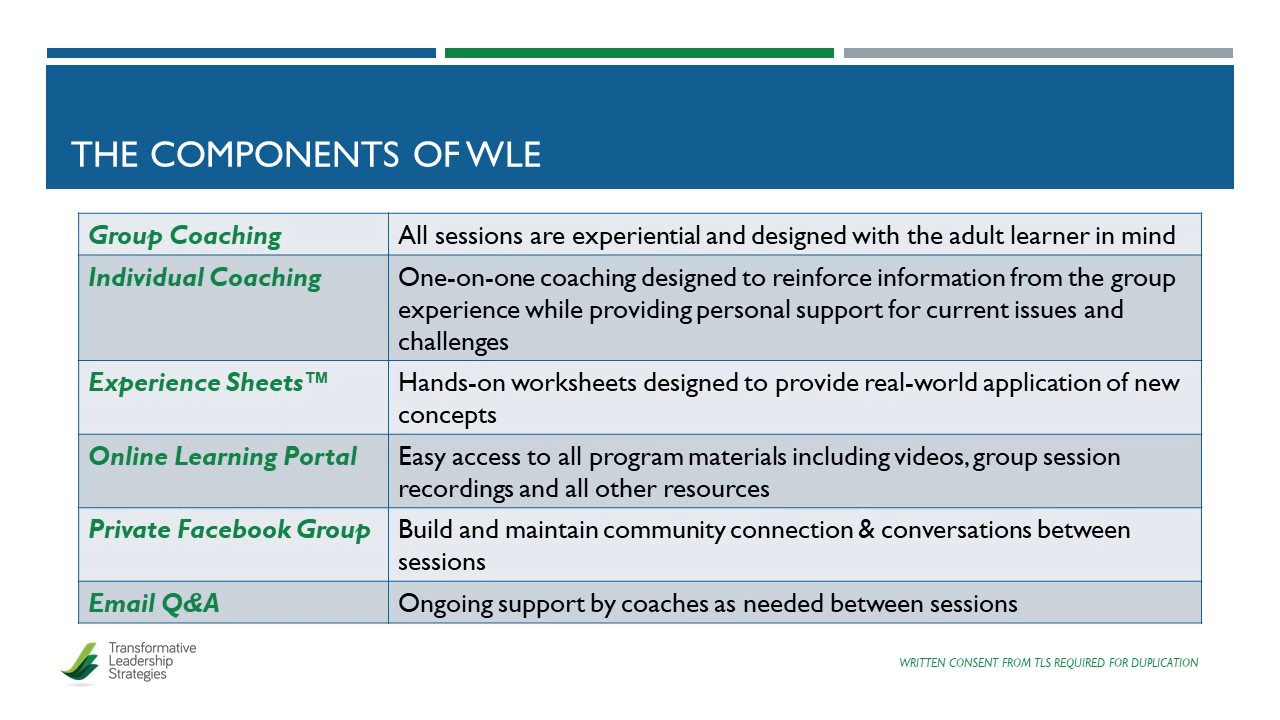 THE COMPONENTS OF WLE
Group Coaching
All sessions are experiential and designed with the adult learner in mind
Individual Coaching
One-on-one coaching designed to reinforce information from the group
experience while providing personal support for current issues and
challenges
Experience Sheets™
Hands-on worksheets designed to provide real-world application of new
concepts
Online Learning Portal
Easy access to all program materials including videos, group session
recordings and all other resources
Private Facebook Group
Build and maintain community connection & conversations between
sessions
Email Q&A
Ongoing support by coaches as needed between sessions
Transformative
Leadership
Strategies
WRITTEN CONSENT FROM TLS REQUIRED FOR DUPLICATION